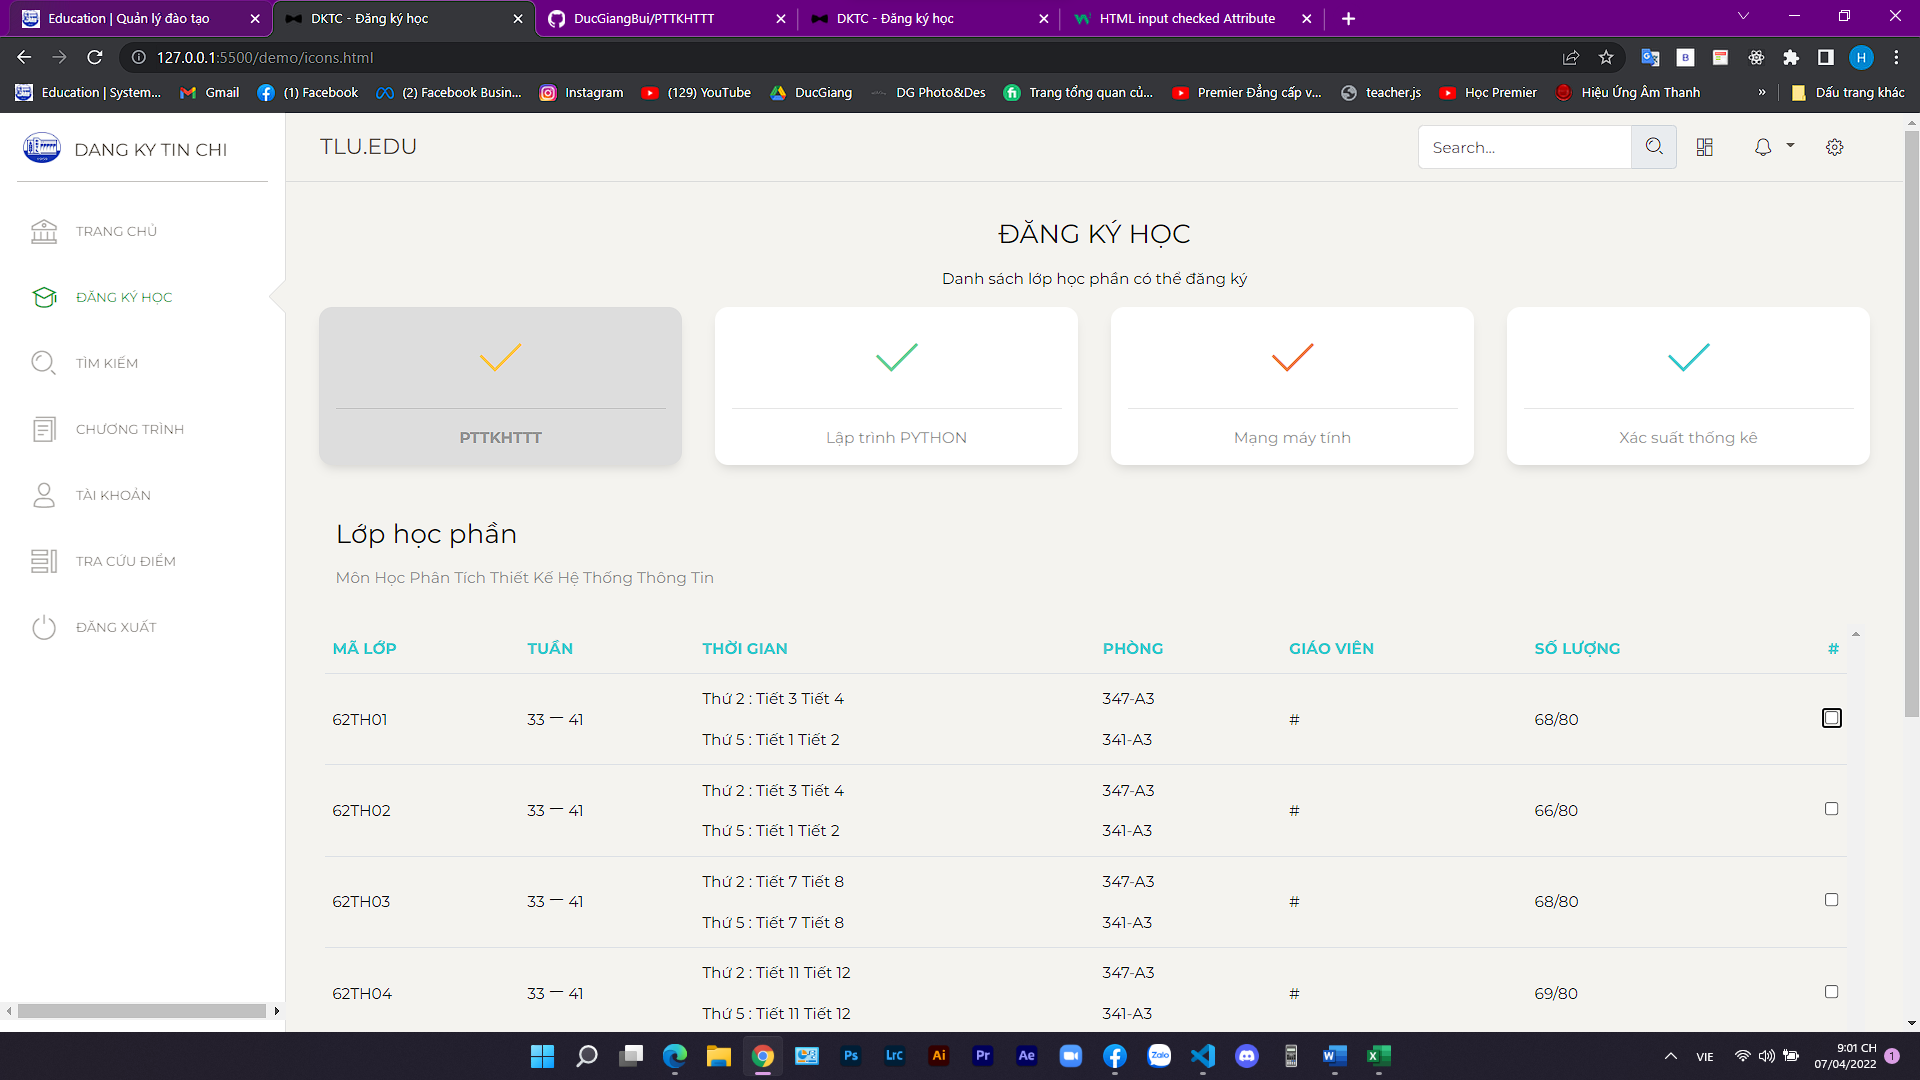 Education | Quản lý đào tạo
DKTC - Đăng ký học
DucGiangBui/PTTKHTTT
DKTC - Đăng ký học
HTML input checked Attribute
127.0.0.1:5500/demo/icons.html
H
Education | System...
Gmail
(1) Facebook
(2) Facebook Busin...
Instagram
(129) YouTube
DucGiang
DG Photo&Des
Trang tổng quan củ...
Premier Đẳng cấp v...
teacher.js
Học Premier
Hiệu Ứng Âm Thanh
»
Dấu trang khác
DANG KY TIN CHI
TLU.EDU
Search...
TRANG CHỦ
ĐĂNG KÝ HỌC
TÌM KIẾM
CHƯƠNG TRÌNH
TÀI KHOẢN
TRA CỨU ĐIỂM
ĐĂNG XUẤT
ĐĂNG KÝ HỌC
Danh sách lớp học phần có thể đăng ký
PTTKHTTT
Lập trình PYTHON
Mạng máy tính
Xác suất thống kê
Lớp học phần
Môn Học Phân Tích Thiết Kế Hệ Thống Thông Tin
MÃ LỚP TUẦN THỜI GIAN PHÒNG GIÁO VIÊN SỐ LƯỢNG #
Thứ 2 : Tiết 3 Tiết 4 347-A3
62TH01 33 — 41 # 68/80
Thứ 5 : Tiết 1 Tiết 2 341-A3
Thứ 2 : Tiết 3 Tiết 4 347-A3
62TH02 33 — 41 # 66/80
Thứ 5 : Tiết 1 Tiết 2 341-A3
Thứ 2 : Tiết 7 Tiết 8 347-A3
62TH03 33 — 41 # 68/80
Thứ 5 : Tiết 7 Tiết 8 341-A3
Thứ 2 : Tiết 11 Tiết 12 347-A3
62TH04 33 — 41 # 69/80
Thứ 5 : Tiết 11 Tiết 12 341-A3
Ps
LrC
Ai
Pr
Ae
Zalo
VIE
9:01 CH
07/04/2022
1